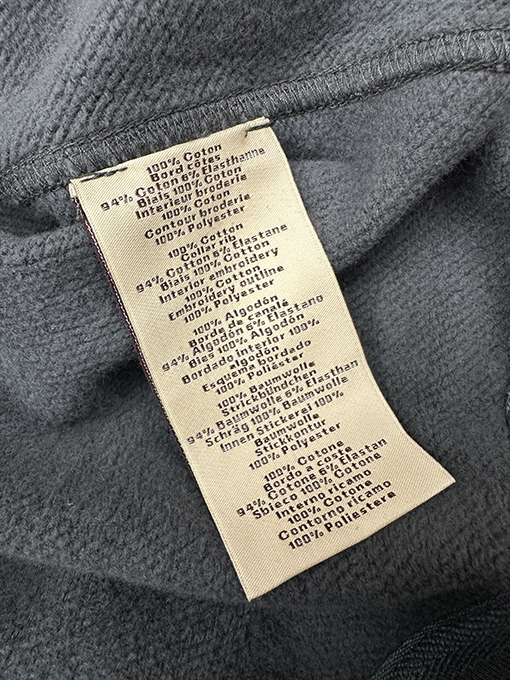 100% Coton
Bord côtes
94% Coton 6% Elasthanne
Biais 100% Coton
Interieur broderie
100% Coton
Contour broderie
100% Polyester
100% Cotton
Collar rib
94% Cotton 6% Elastane
Biais 100% Cotton
Interior embroidery
100% Cotton
Embroidery outline
100% Polyester
100% Algodón
Borde de canalé
94% Algodón 6% Elastano
Bies 100% Algodón
Bordado interior 100%
algodón
Esquema bordado
100% Poliéster
100% Baumwolle
Strickbündchen
94% Baumwolle 6% Elasthan
Schräg 100% Baumwolle
Innen Stickerei 100%
Baumwolle
Stickkontur
100% Polyester
100% Cotone
Bordo a coste
94% Cotone 6% Elastan
Sbieco 100% Cotone
Interno ricamo
100% Cotone
Contorno ricamo
100% Poliestere